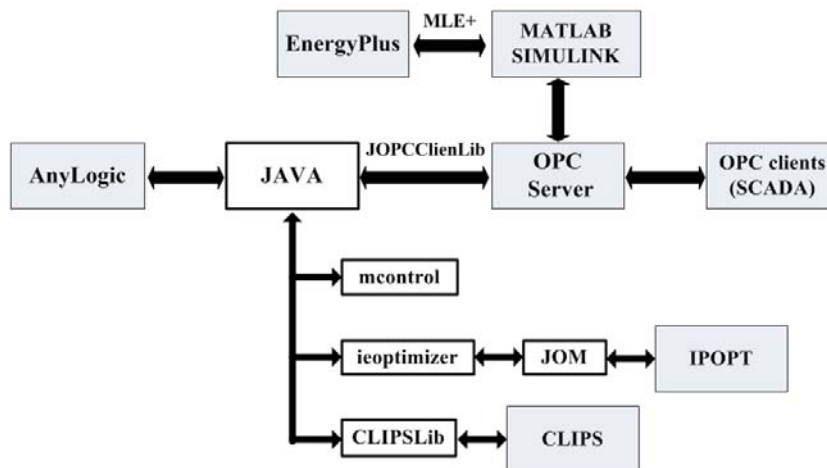 MLE+
EnergyPlus
MATLAB
SIMULINK
JOPCClienLib
AnyLogic
JAVA
OPC
Server
OPC clients
(SCADA)
mcontrol
ieoptimizer
JOM
IPOPT
CLIPSLib
CLIPS